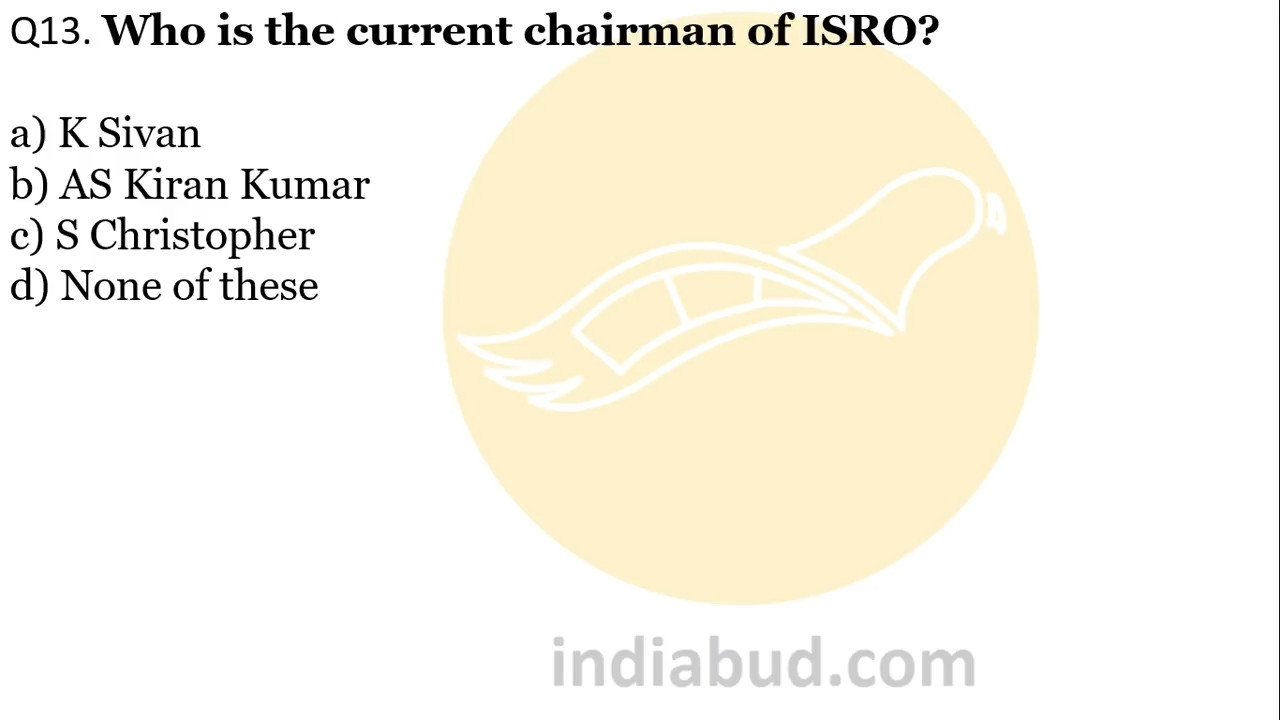 Q13. Who is the current chairman of ISRO?
a) K Sivan
b) AS Kiran Kumar
c) S Christopher
d) None of these
indiabud.com